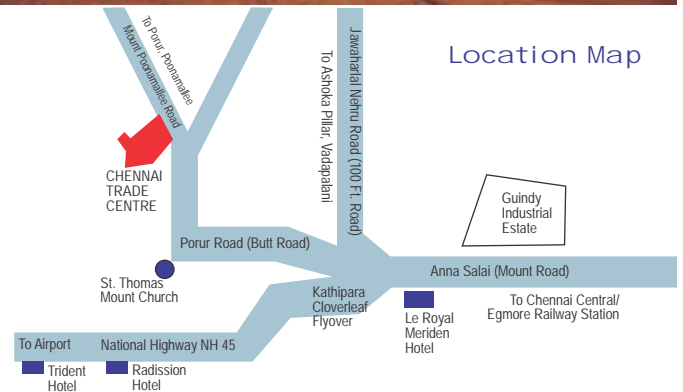 Location Map
To Porur, Poonamallee
Mount Poonamallee Road
Jawaharlal Nehru Road (100 Ft. Road)
To Ashoka Pillar, Vadapalani
CHENNAI
TRADE
CENTRE
Guindy
Industrial
Estate
Porur Road (Butt Road)
Anna Salai (Mount Road)
St. Thomas
Mount Church
Kathipara
Cloverleaf
Flyover
To Chennai Central/
Egmore Railway Station
Le Royal
Meriden
Hotel
To Airport
National Highway NH 45
Trident
Hotel
Radission
Hotel